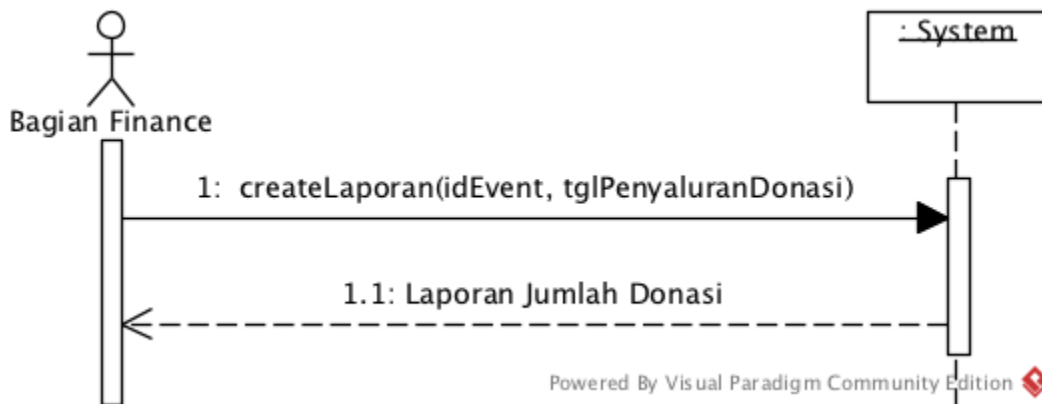 : System
Bagian Finance
1: createLaporan(idEvent, tglPenyaluranDonasi)
1.1: Laporan Jumlah Donasi
Powered By Visual Paradigm Community Edition